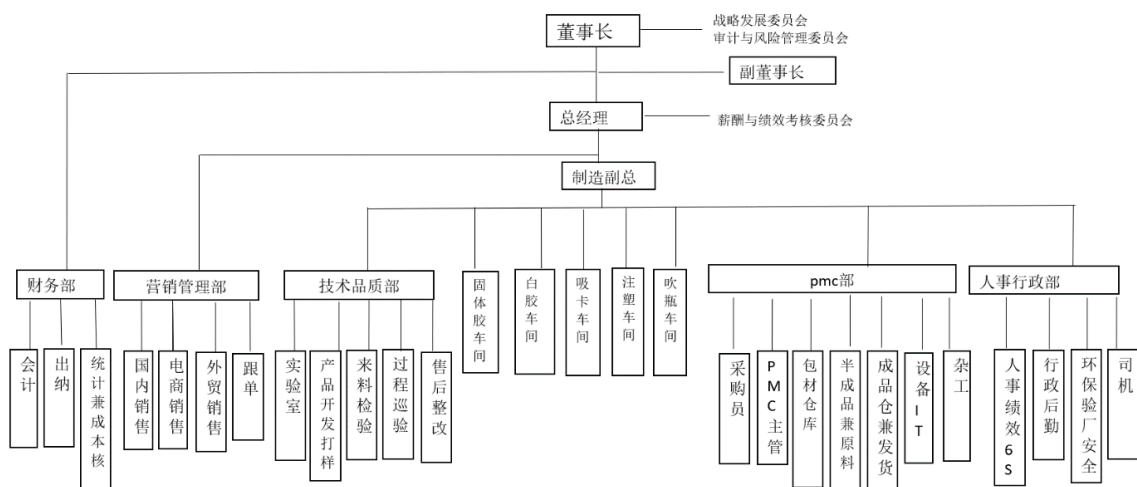 董事长
战略发展委员会
审计与风险管理委员会
副董事长
总经理
薪酬与绩效考核委员会
制造副总
财务部
营销管理部
技术品质部
固体胶车间
白胶车间
吸卡车间
注塑车间
吹瓶车间
pmc部
人事行政部
会计
出纳
统计兼成本核
国内销售
电商销售
外贸销售
跟单
实验室
产品开发打样
来料检验
过程巡验
售后整改
采购员
PMC主管
包材仓库
半成品兼原料
成品仓兼发货
设备IT
杂工
人事绩效6S
行政后勤
环保验厂安全
司机